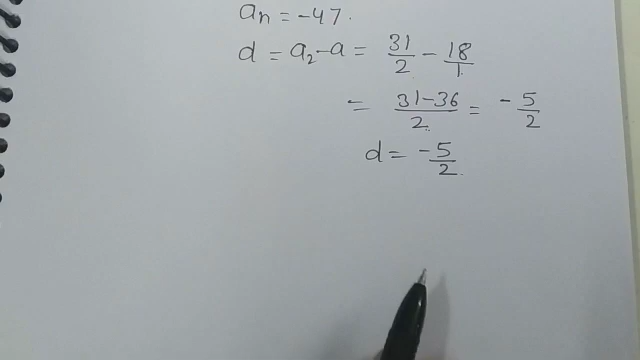 aₙ = -47.
d = a₂ - a = 31/2 - 18/1
= 31-36/2 = -5/2
d = -5/2